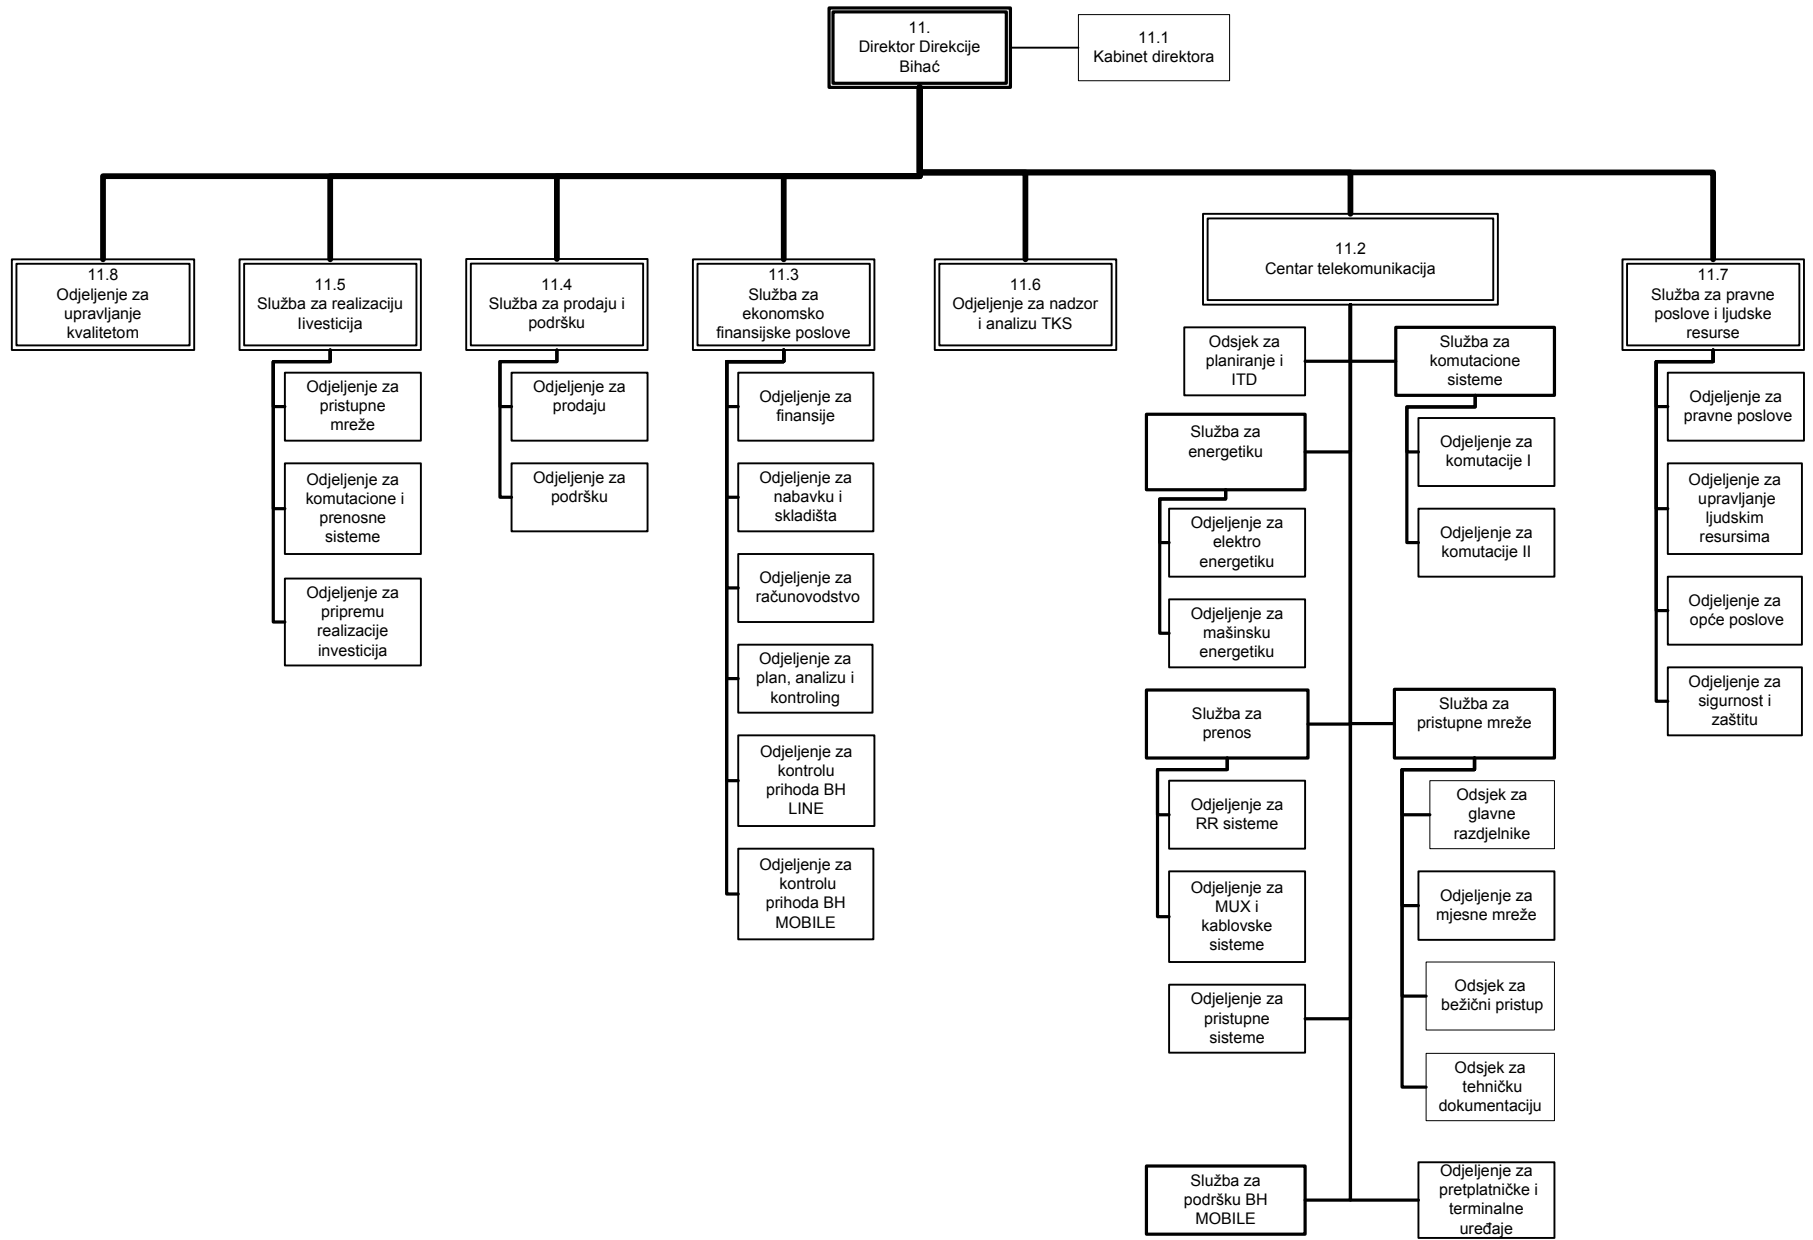 11.
Direktor Direkcije
Bihać
11.1
Kabinet direktora
11.8
Odjeljenje za
upravljanje
kvalitetom
11.5
Služba za realizaciju
Iivesticija
Odjeljenje za
pristupne
mreže
Odjeljenje za
komutacione i
prenosne
sisteme
Odjeljenje za
pripremu
realizacije
investicija
11.4
Služba za prodaju i
podršku
Odjeljenje za
prodaju
Odjeljenje za
podršku
11.3
Služba za
ekonomsko
finansijske poslove
Odjeljenje za
finansije
Odjeljenje za
nabavku i
skladišta
Odjeljenje za
računovodstvo
Odjeljenje za
plan, analizu i
kontroling
Odjeljenje za
kontrolu
prihoda BH
LINE
Odjeljenje za
kontrolu
prihoda BH
MOBILE
11.6
Odjeljenje za nadzor
i analizu TKS
11.2
Centar telekomunikacija
Odsjek za
planiranje i
ITD
Služba za
komutacione
sisteme
Odjeljenje za
komutacije I
Odjeljenje za
komutacije II
Služba za
energetiku
Odjeljenje za
elektro
energetiku
Odjeljenje za
mašinsku
energetiku
Služba za
prenos
Odjeljenje za
RR sisteme
Odjeljenje za
MUX i
kablovske
sisteme
Služba za
pristupne mreže
Odsjek za
glavne
razdjelnike
Odjeljenje za
mjesne mreže
Odsjek za
bežični pristup
Odsjek za
tehničku
dokumentaciju
Odjeljenje za
pristupne
sisteme
Služba za
podršku BH
MOBILE
Odjeljenje za
pretplatničke i
terminalne
uređaje
11.7
Služba za pravne
poslove i ljudske
resurse
Odjeljenje za
pravne poslove
Odjeljenje za
upravljanje
ljudskim
resursima
Odjeljenje za
opće poslove
Odjeljenje za
sigurnost i
zaštitu